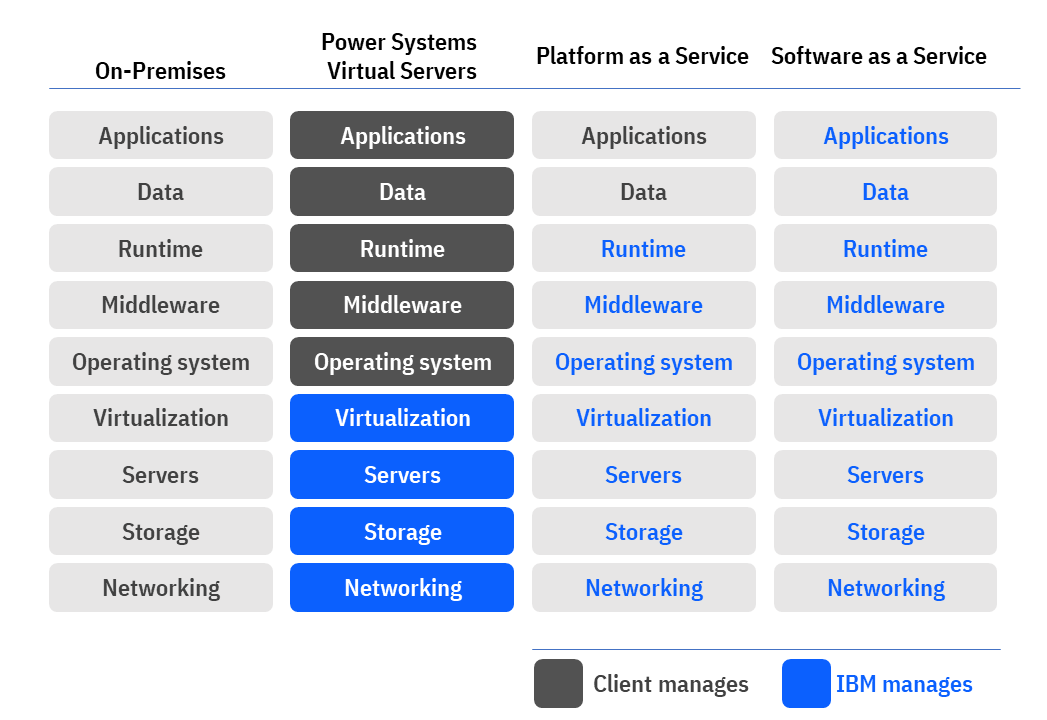 On-Premises
Power Systems
Virtual Servers
Platform as a Service
Software as a Service
Applications
Applications
Applications
Applications
Data
Data
Data
Data
Runtime
Runtime
Runtime
Runtime
Middleware
Middleware
Middleware
Middleware
Operating system
Operating system
Operating system
Operating system
Virtualization
Virtualization
Virtualization
Virtualization
Servers
Servers
Servers
Servers
Storage
Storage
Storage
Storage
Networking
Networking
Networking
Networking
Client manages
IBM manages